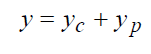 y = y_c + y_p